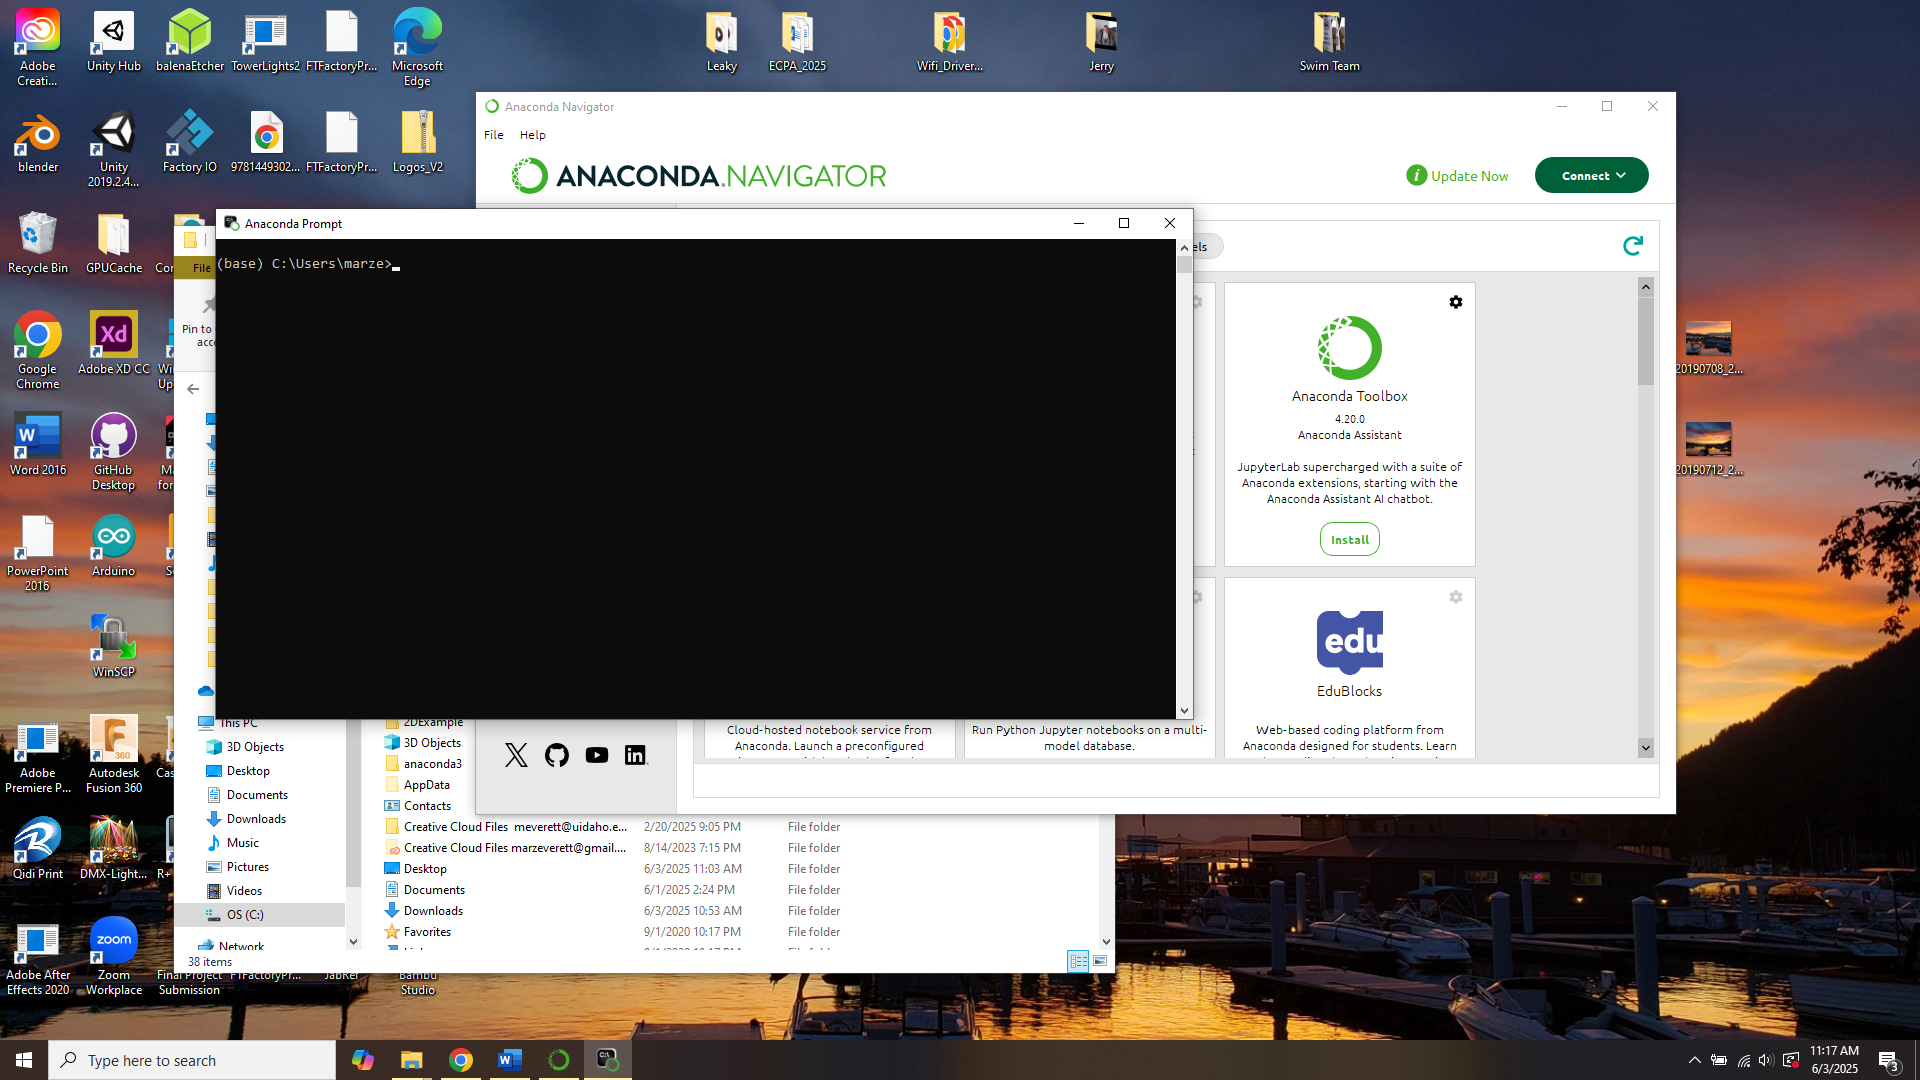 Adobe Creati...
Unity Hub
balenaEtcher
TowerLights2
FTFactoryPr...
Microsoft Edge
Leaky
ECPA_2025
Wifi_Driver...
Jerry
Swim Team
blender
Unity 2019.2.4...
Factory IO
9781449302...
FTFactoryPr...
Logos_V2
Recycle Bin
GPUCache
Google Chrome
Adobe XD CC
Word 2016
GitHub Desktop
PowerPoint 2016
Arduino
WinSCP
Adobe Premiere P...
Autodesk Fusion 360
Qidi Print
DMX-Light...
Adobe After Effects 2020
Zoom Workplace
Final Project Submission
FTFactoryPr...
Bambu Studio
20190708_2...
20190712_2...
Anaconda Navigator
File
Help
ANACONDA.NAVIGATOR
Update Now
Connect
Anaconda Toolbox
4.20.0
Anaconda Assistant
JupyterLab supercharged with a suite of
Anaconda extensions, starting with the
Anaconda Assistant AI chatbot.
Install
edu
EduBlocks
Web-based coding platform from
Anaconda designed for students. Learn
Cloud-hosted notebook service from
Anaconda. Launch a preconfigured
Run Python Jupyter notebooks on a multi-
model database.
Anaconda Prompt
(base) C:\Users\marze>
File
Pin to
This PC
3D Objects
Desktop
Documents
Downloads
Music
Pictures
Videos
OS (C:)
Network
38 items
2DExample
3D Objects
anaconda3
AppData
Contacts
Creative Cloud Files meverett@uidaho.e... 2/20/2025 9:05 PM File folder
Creative Cloud Files marzeverett@gmail.... 8/14/2023 7:15 PM File folder
Desktop 6/3/2025 11:03 AM File folder
Documents 6/1/2025 2:24 PM File folder
Downloads 6/3/2025 10:53 AM File folder
Favorites 9/1/2020 10:17 PM File folder
Type here to search
11:17 AM
6/3/2025
3